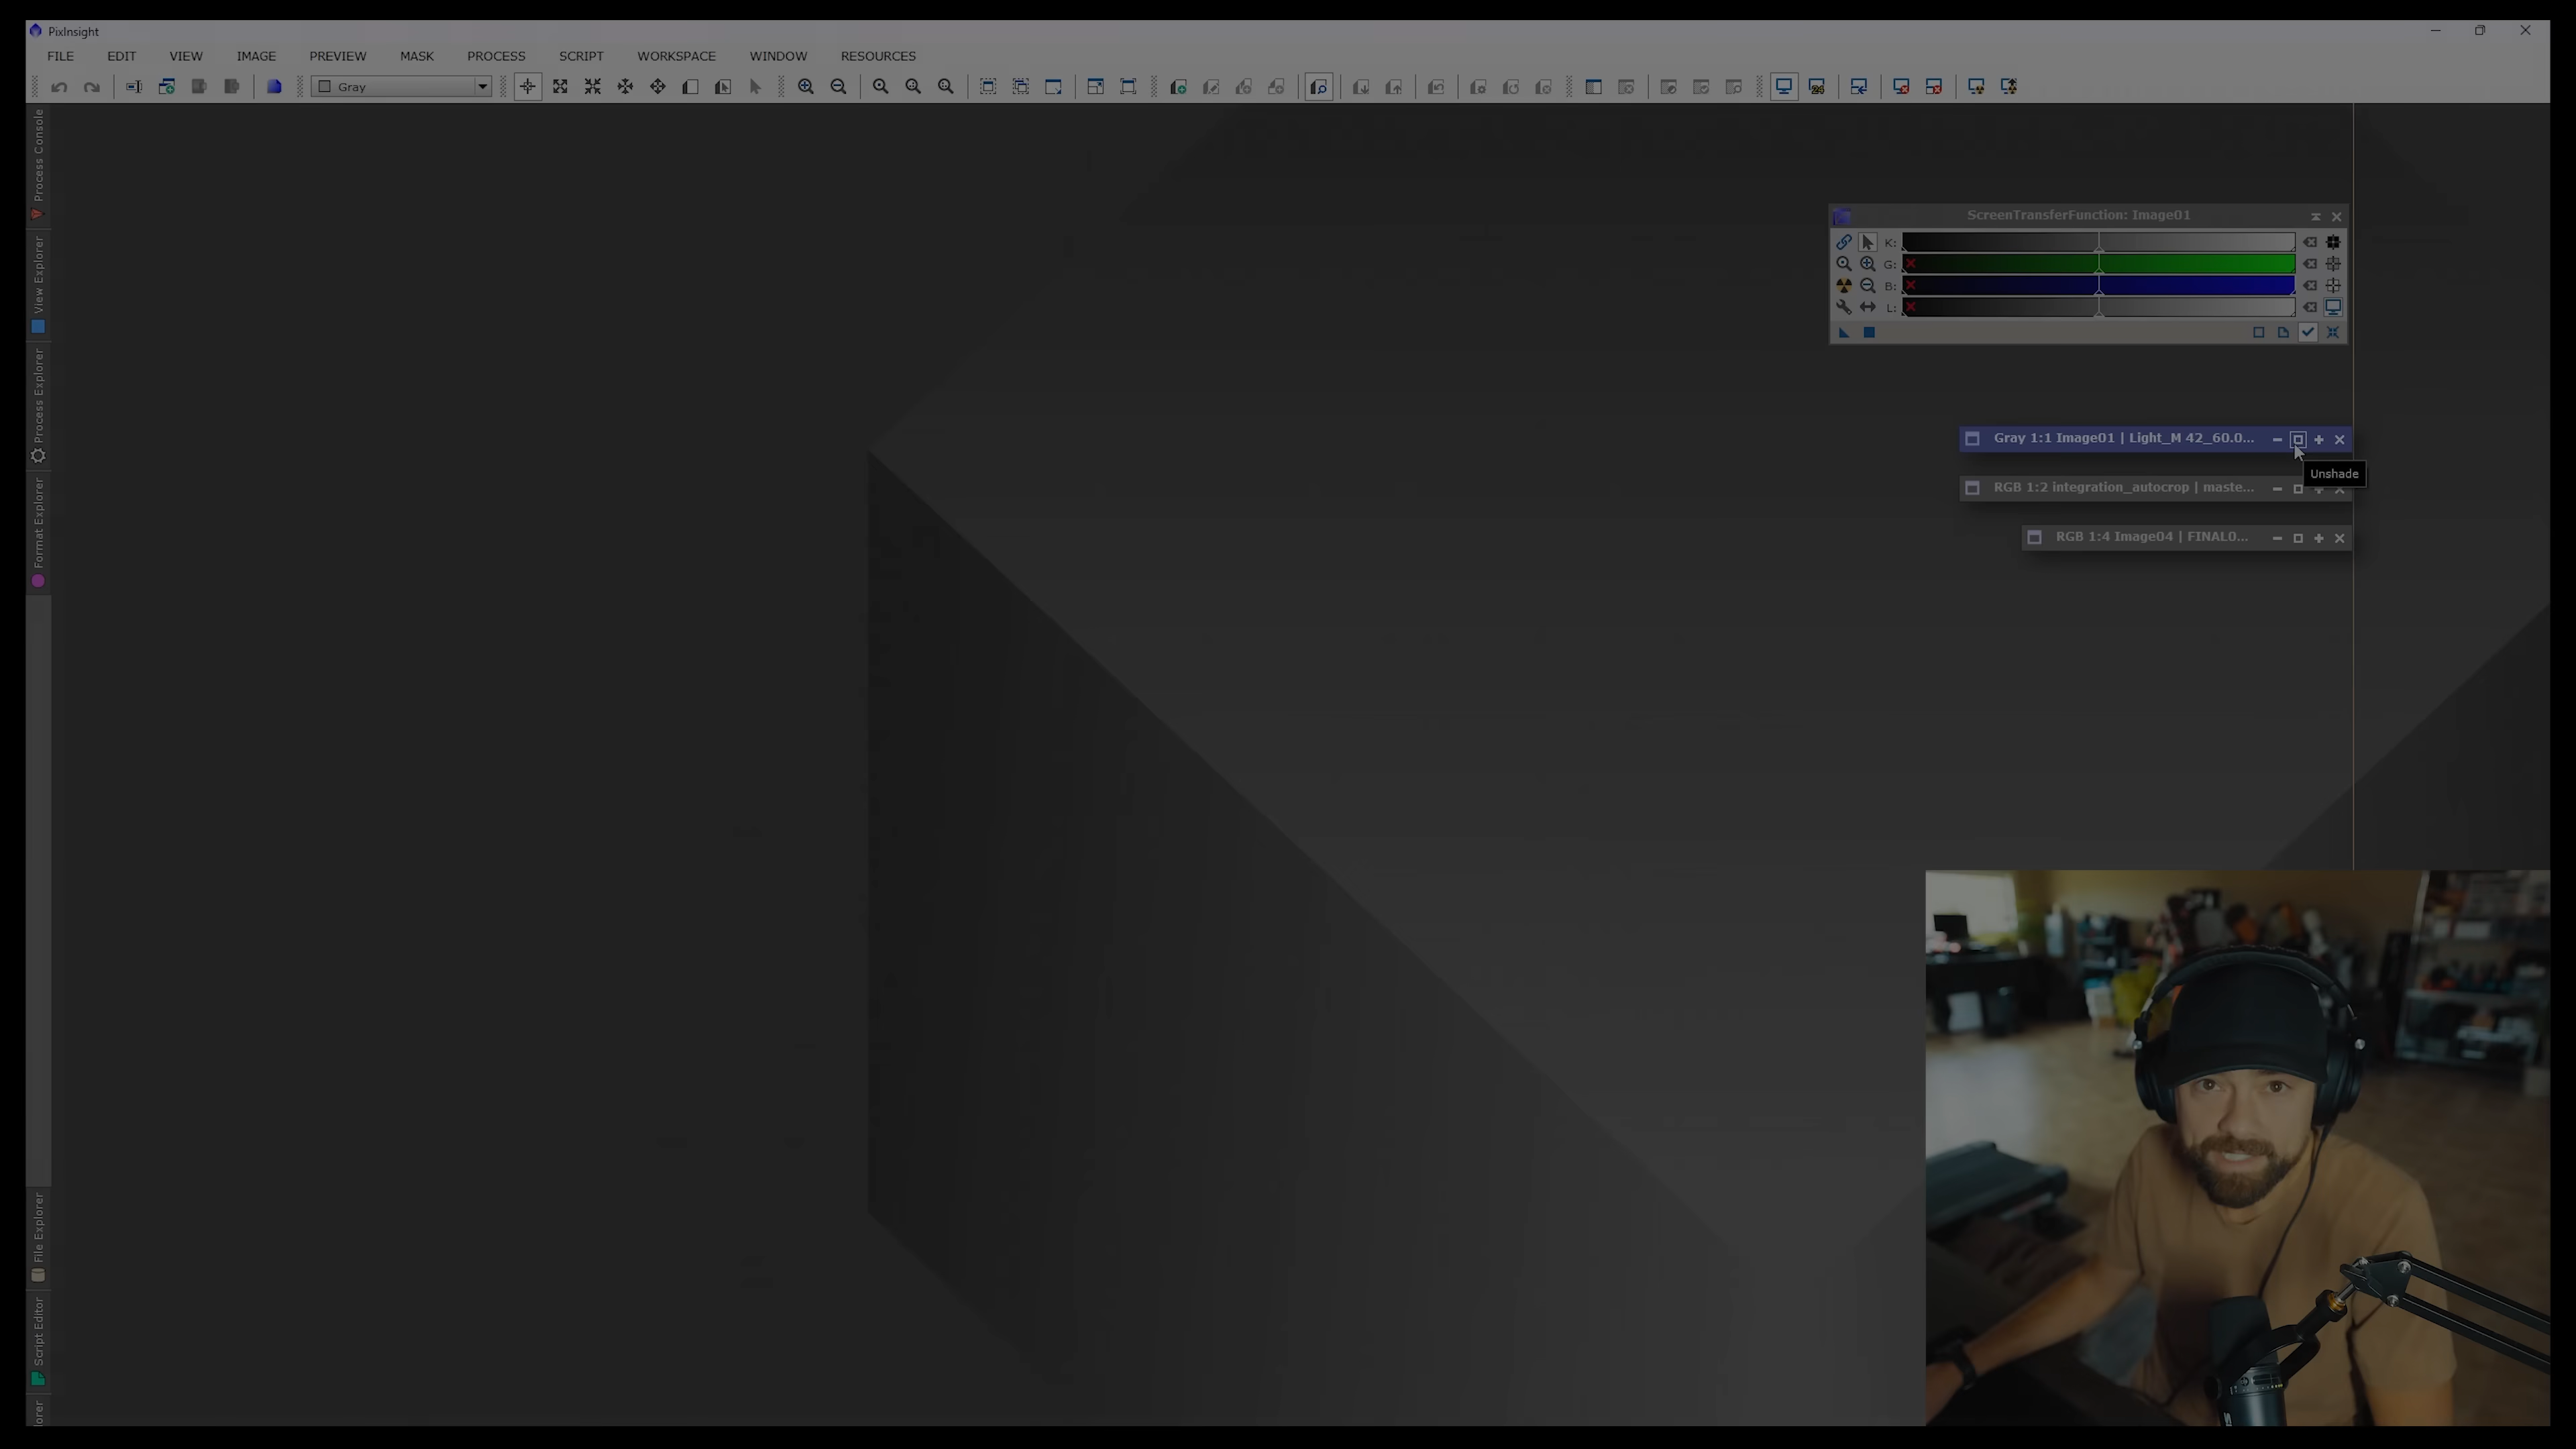 PixInsight
FILE EDIT VIEW IMAGE PREVIEW MASK PROCESS SCRIPT WORKSPACE WINDOW RESOURCES
Gray
24
Process Console
View Explorer
Process Explorer
Format Explorer
File Explorer
Script Editor
lorer
ScreenTransferFunction: Image01
K:
G:
B:
L:
Gray 1:1 Image01 | Light_M 42_60.0...
Unshade
RGB 1:2 integration_autocrop | maste...
RGB 1:4 Image04 | FINAL0...